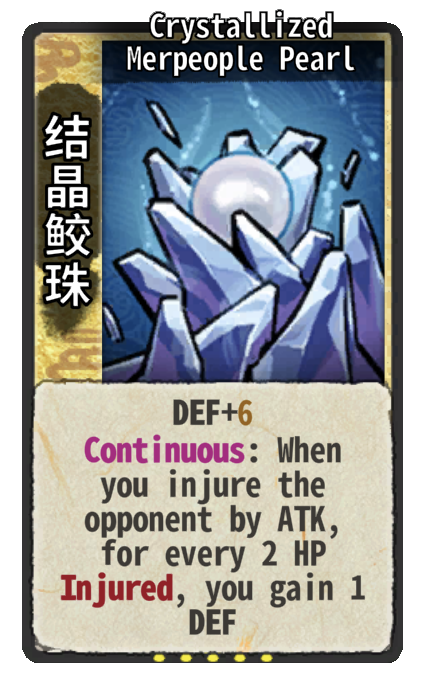 Crystallized
Merpeople Pearl
结晶鲛珠
DEF+6
Continuous: When
you injure the
opponent by ATK,
for every 2 HP
Injured, you gain 1
DEF